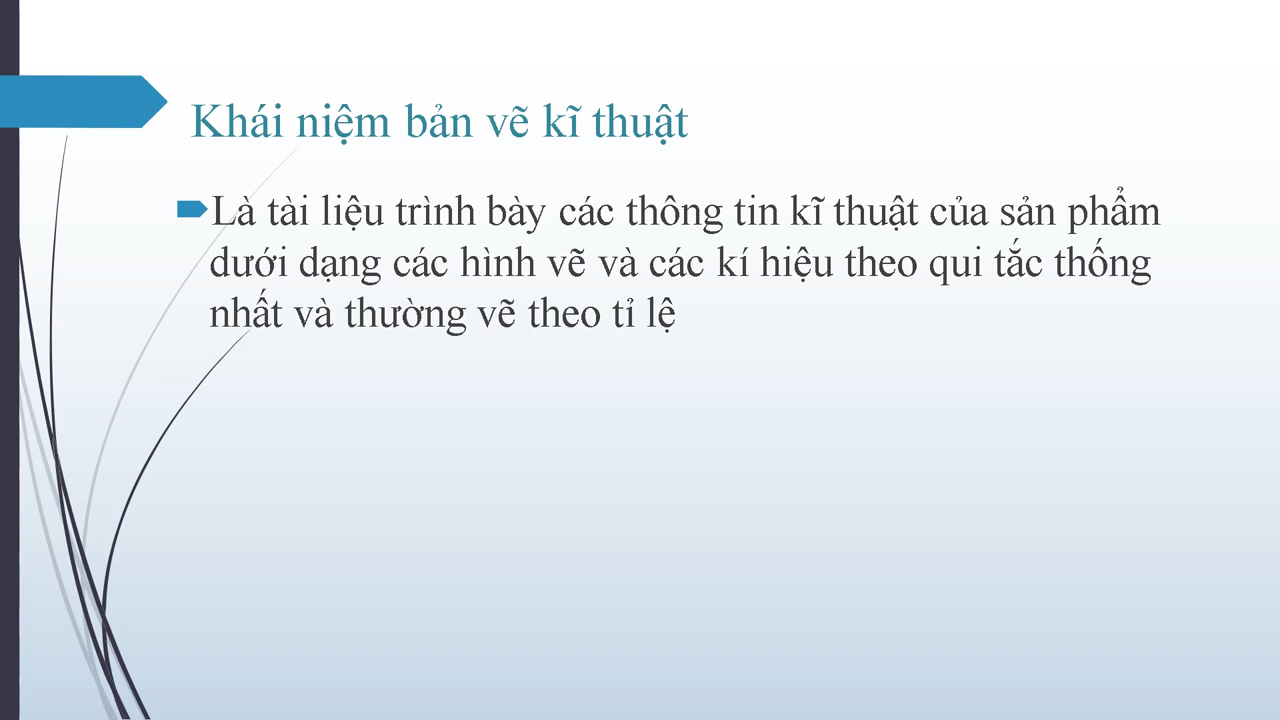 Khái niệm bản vẽ kĩ thuật
Là tài liệu trình bày các thông tin kĩ thuật của sản phẩm
dưới dạng các hình vẽ và các kí hiệu theo qui tắc thống
nhất và thường vẽ theo tỉ lệ